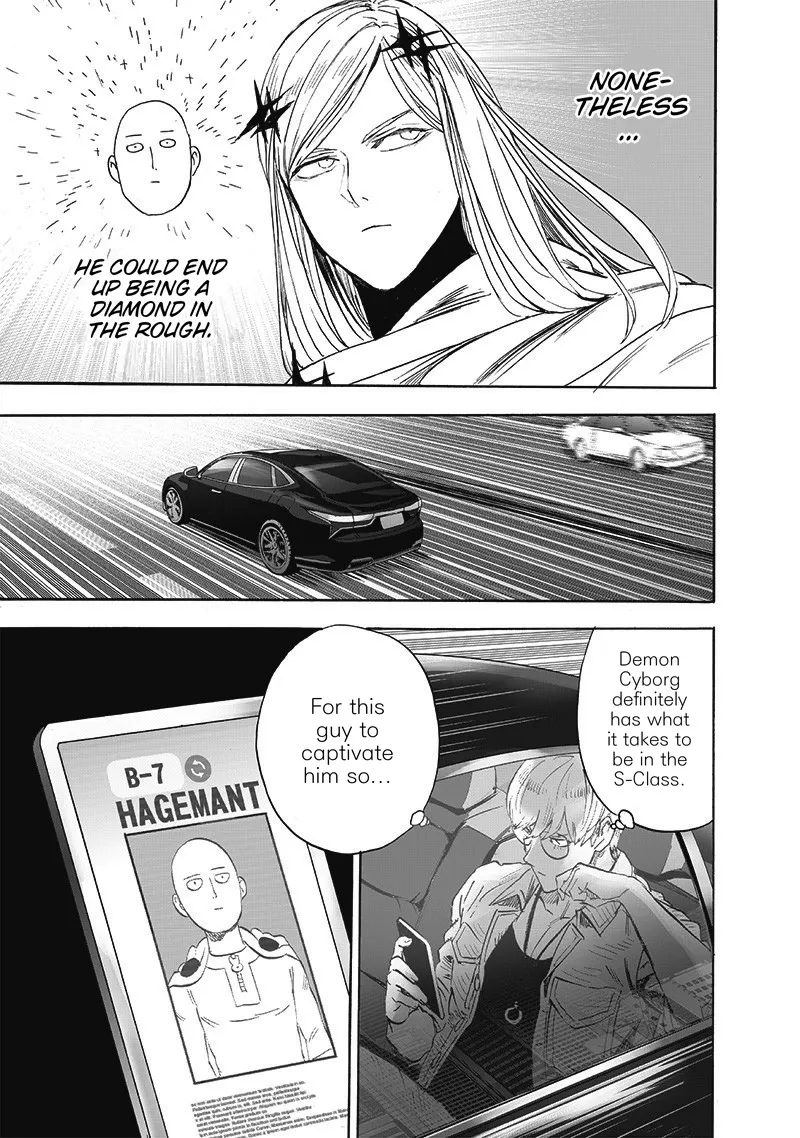 NONE-
THELESS
...
HE COULD END
UP BEING A
DIAMOND IN
THE ROUGH.
Demon
Cyborg
definitely
has what
it takes to
be in the
S-Class.
For this
guy to
captivate
him so...
B-7
HAGEMANT